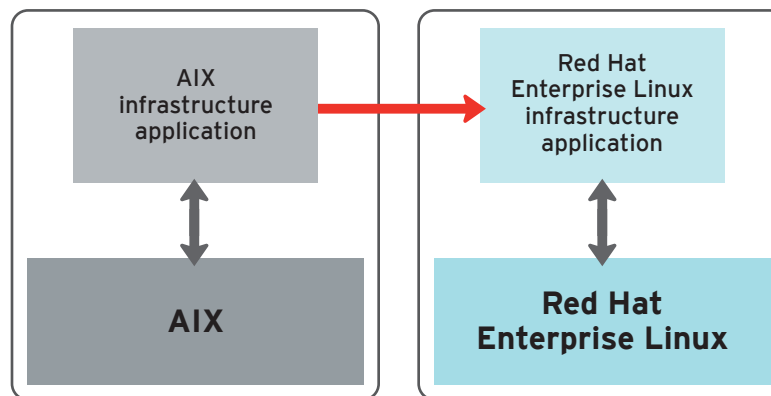 AIX
infrastructure
application
Red Hat
Enterprise Linux
infrastructure
application
AIX
Red Hat
Enterprise Linux